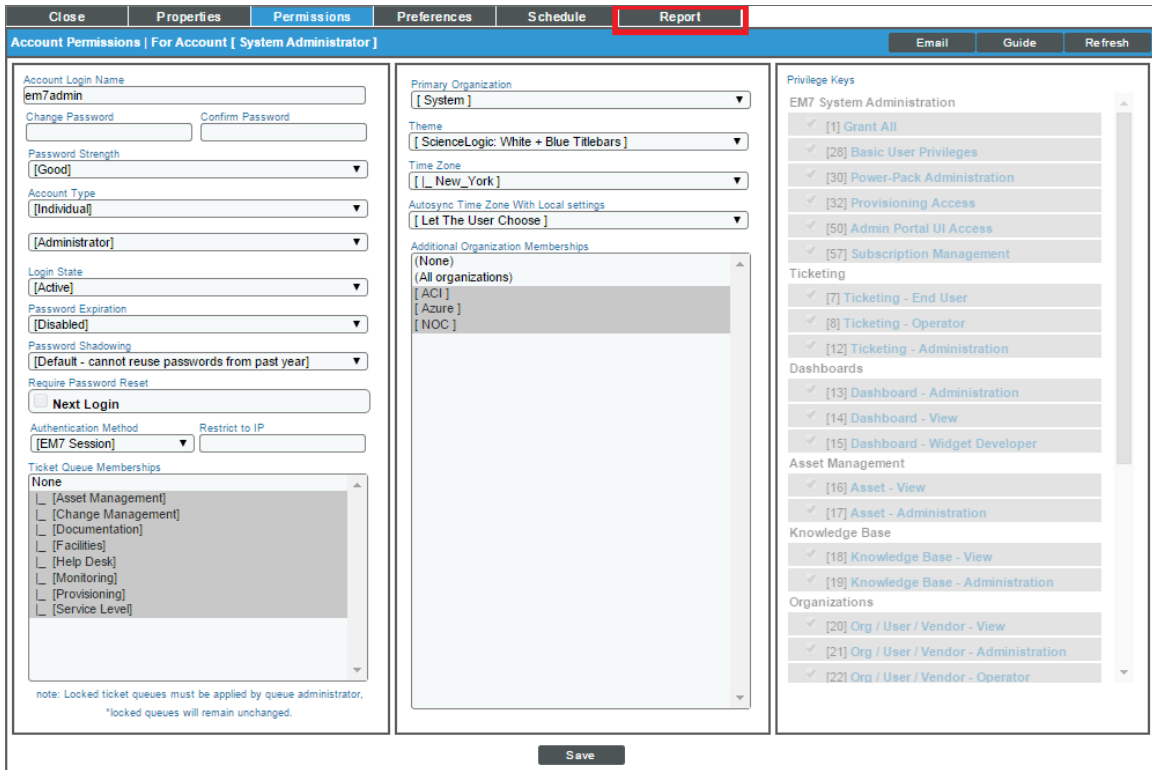 Close Properties Permissions Preferences Schedule Report
Account Permissions | For Account [ System Administrator ] Email Guide Refresh
Account Login Name
em7admin
Change Password Confirm Password
Password Strength
[Good]
Account Type
[Individual]
[Administrator]
Login State
[Active]
Password Expiration
[Disabled]
Password Shadowing
[Default - cannot reuse passwords from past year]
Require Password Reset
Next Login
Authentication Method Restrict to IP
[EM7 Session]
Ticket Queue Memberships
None
|_ [Asset Management]
|_ [Change Management]
|_ [Documentation]
|_ [Facilities]
|_ [Help Desk]
|_ [Monitoring]
|_ [Provisioning]
|_ [Service Level]
note: Locked ticket queues must be applied by queue administrator,
*locked queues will remain unchanged.
Primary Organization
[ System ]
Theme
[ ScienceLogic: White + Blue Titlebars ]
Time Zone
[ |_ New_York ]
Autosync Time Zone With Local settings
[ Let The User Choose ]
Additional Organization Memberships
(None)
(All organizations)
[ ACI ]
[ Azure ]
[ NOC ]
Privilege Keys
EM7 System Administration
[1] Grant All
[28] Basic User Privileges
[30] Power-Pack Administration
[32] Provisioning Access
[50] Admin Portal UI Access
[57] Subscription Management
Ticketing
[7] Ticketing - End User
[8] Ticketing - Operator
[12] Ticketing - Administration
Dashboards
[13] Dashboard - Administration
[14] Dashboard - View
[15] Dashboard - Widget Developer
Asset Management
[16] Asset - View
[17] Asset - Administration
Knowledge Base
[18] Knowledge Base - View
[19] Knowledge Base - Administration
Organizations
[20] Org / User / Vendor - View
[21] Org / User / Vendor - Administration
[22] Org / User / Vendor - Operator
Save